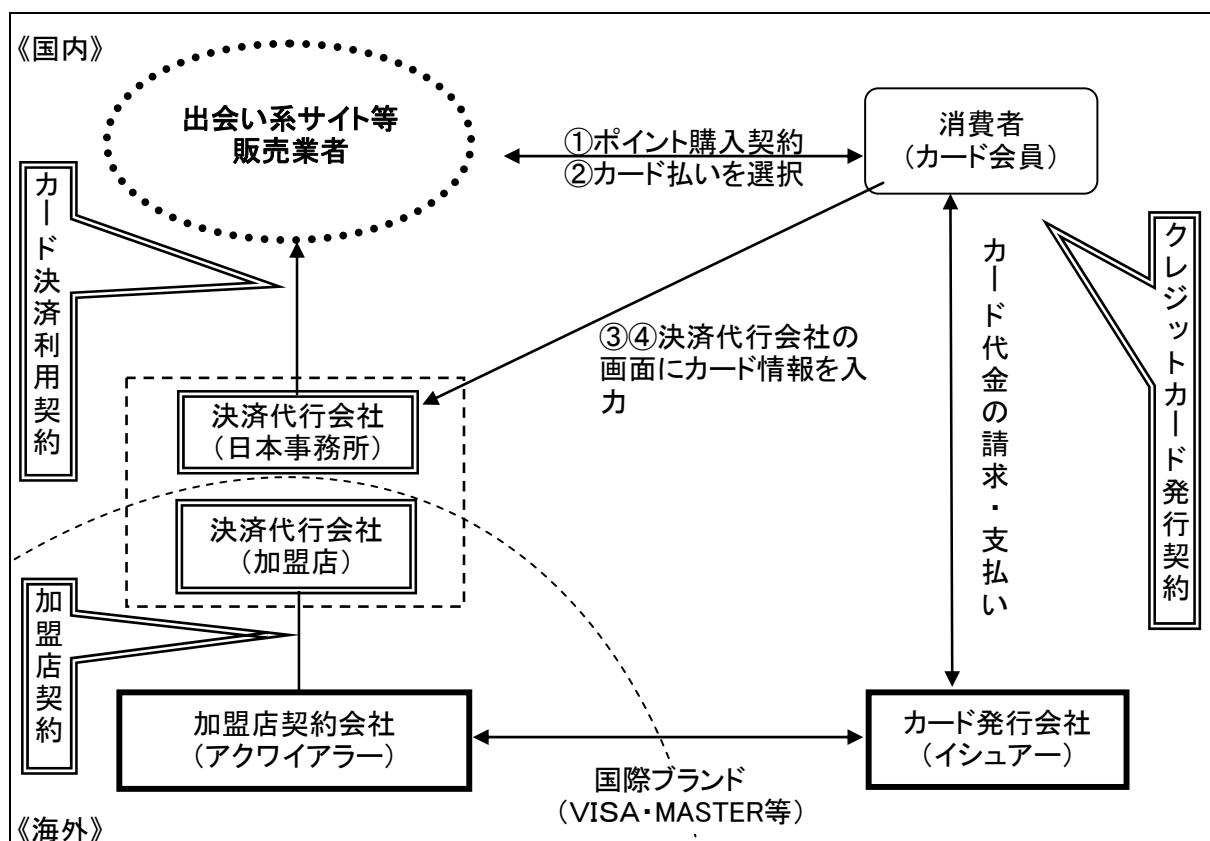 《国内》
出会い系サイト等
販売業者
①ポイント購入契約
②カード払いを選択
消費者
(カード会員)
カード決済利用契約
クレジットカード発行契約
カード代金の請求・支払い
③④決済代行会社の
画面にカード情報を入
力
決済代行会社
(日本事務所)
決済代行会社
(加盟店)
加盟店契約
加盟店契約会社
(アクワイアラー)
カード発行会社
(イシュアー)
国際ブランド
(VISA・MASTER等)
《海外》